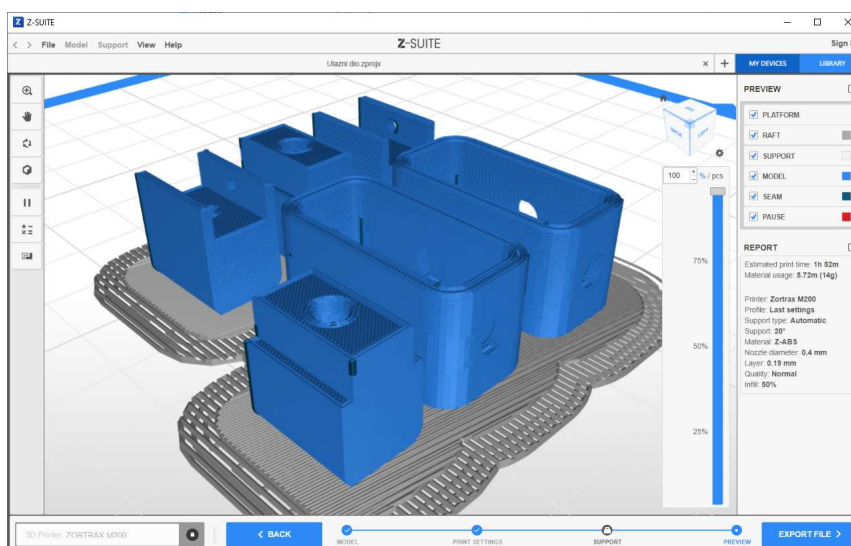 Z-SUITE
File Model Support View Help
Z-SUITE
Sign
Ulazni dio.zprojx
MY DEVICES
LIBRARY
PREVIEW
PLATFORM
RAFT
SUPPORT
MODEL
SEAM
PAUSE
BACK
LEFT
100 % / pcs
75%
50%
25%
REPORT
Estimated print time: 1h 52m
Material usage: 5.72m (14g)
Printer: Zortrax M200
Profile: Last settings
Support type: Automatic
Support: 20°
Material: Z-ABS
Nozzle diameter: 0.4 mm
Layer: 0.19 mm
Quality: Normal
Infill: 50%
3D Printer: ZORTRAX M200
BACK
MODEL
PRINT SETTINGS
SUPPORT
PREVIEW
EXPORT FILE